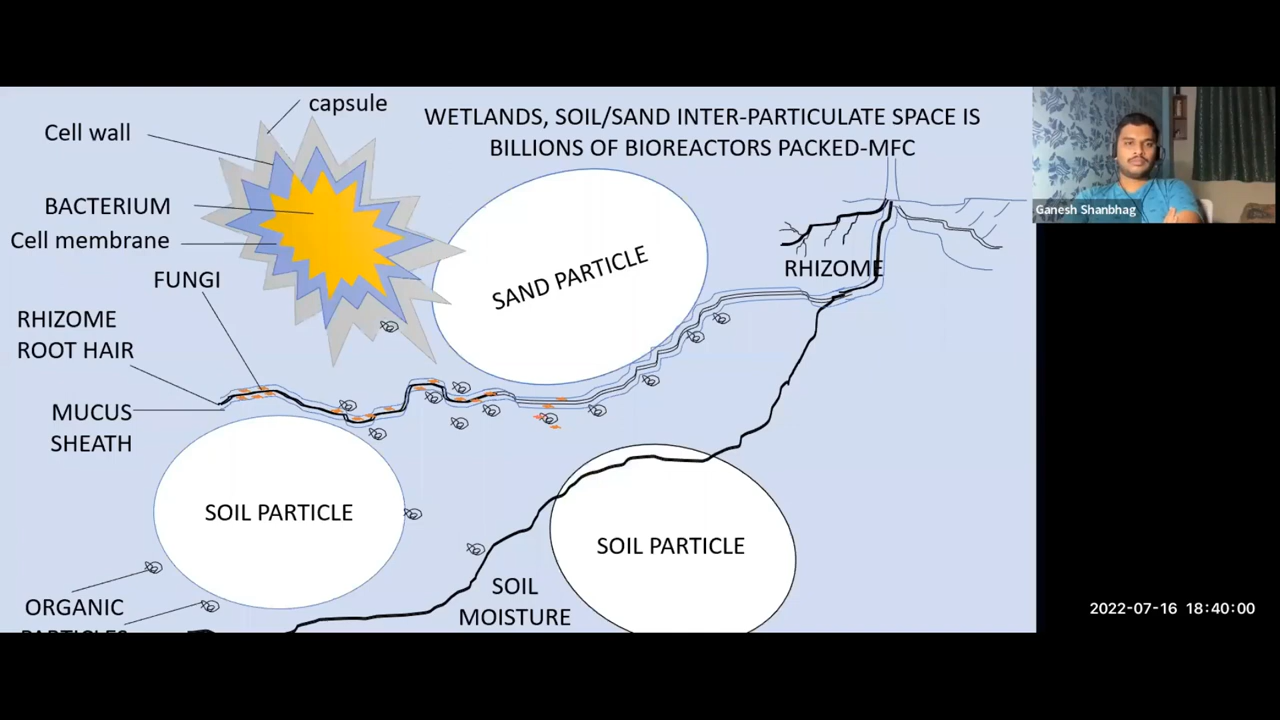 capsule
WETLANDS, SOIL/SAND INTER-PARTICULATE SPACE IS
BILLIONS OF BIOREACTORS PACKED-MFC
Cell wall
BACTERIUM
Cell membrane
FUNGI
RHIZOME
ROOT HAIR
MUCUS
SHEATH
SAND PARTICLE
RHIZOME
Ganesh Shanbhag
SOIL PARTICLE
SOIL PARTICLE
SOIL
MOISTURE
ORGANIC
PARTICLES
2022-07-16 18:40:00